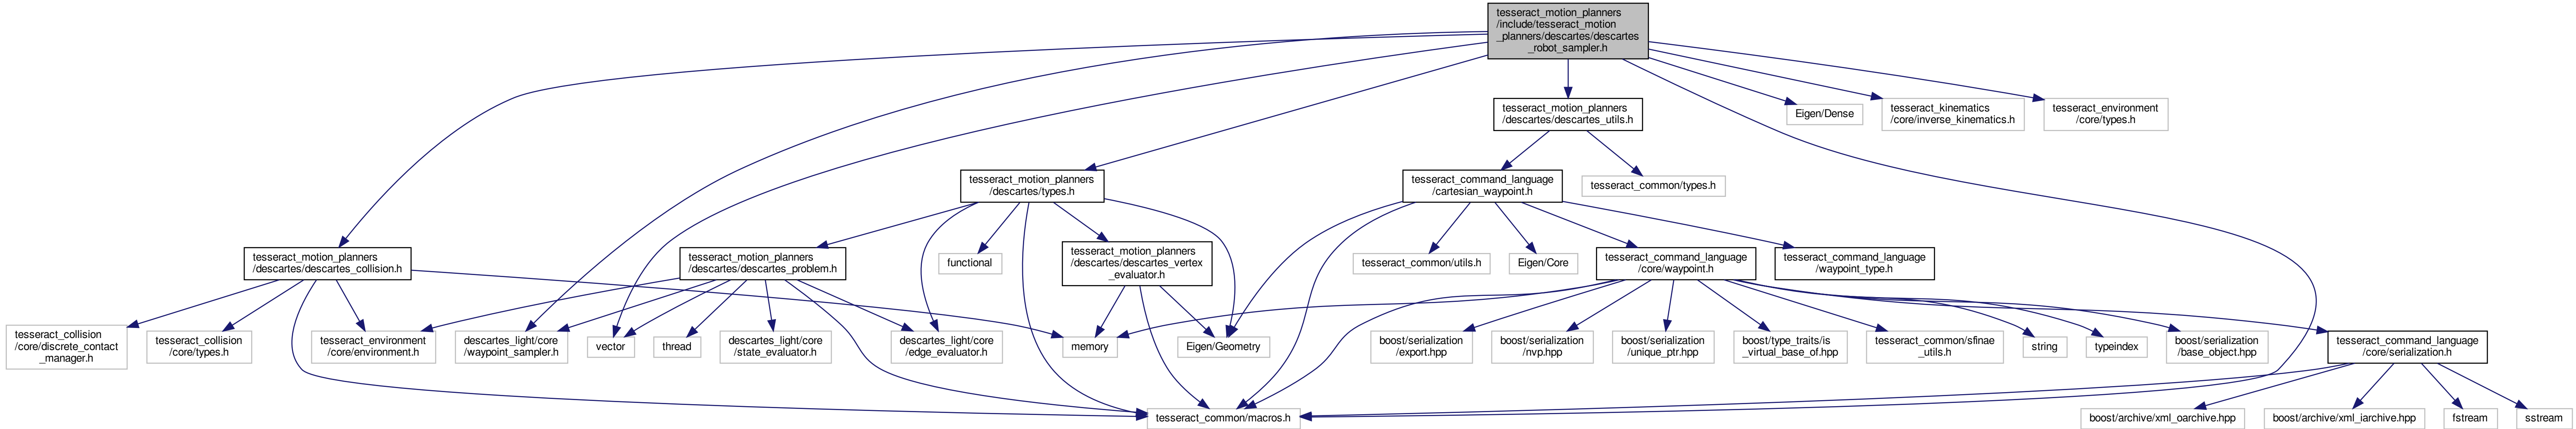 tesseract_motion_planners
/include/tesseract_motion
_planners/descartes/descartes
_robot_sampler.h
tesseract_motion_planners
/descartes/descartes_utils.h
Eigen/Dense
tesseract_kinematics
/core/inverse_kinematics.h
tesseract_environment
/core/types.h
tesseract_motion_planners
/descartes/types.h
tesseract_command_language
/cartesian_waypoint.h
tesseract_common/types.h
tesseract_motion_planners
/descartes/descartes_collision.h
tesseract_motion_planners
/descartes/descartes_problem.h
functional
tesseract_motion_planners
/descartes/descartes_vertex
_evaluator.h
tesseract_common/utils.h
Eigen/Core
tesseract_command_language
/core/waypoint.h
tesseract_command_language
/waypoint_type.h
tesseract_collision
/core/discrete_contact
_manager.h
tesseract_collision
/core/types.h
tesseract_environment
/core/environment.h
descartes_light/core
/waypoint_sampler.h
vector
thread
descartes_light/core
/state_evaluator.h
descartes_light/core
/edge_evaluator.h
memory
Eigen/Geometry
boost/serialization
/export.hpp
boost/serialization
/nvp.hpp
boost/serialization
/unique_ptr.hpp
boost/type_traits/is
_virtual_base_of.hpp
tesseract_common/sfinae
_utils.h
string
typeindex
boost/serialization
/base_object.hpp
tesseract_command_language
/core/serialization.h
tesseract_common/macros.h
boost/archive/xml_oarchive.hpp
boost/archive/xml_iarchive.hpp
fstream
sstream